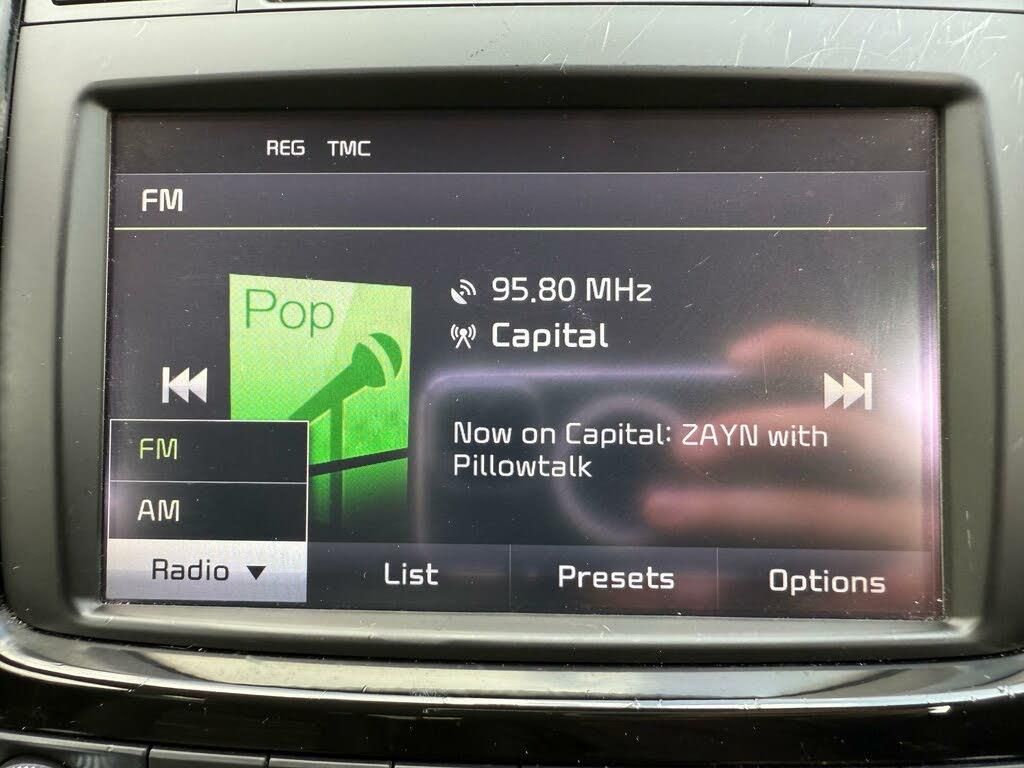 REG TMC
FM
Pop
95.80 MHz
Capital
Now on Capital: ZAYN with
Pillowtalk
FM
AM
Radio ▼ List Presets Options